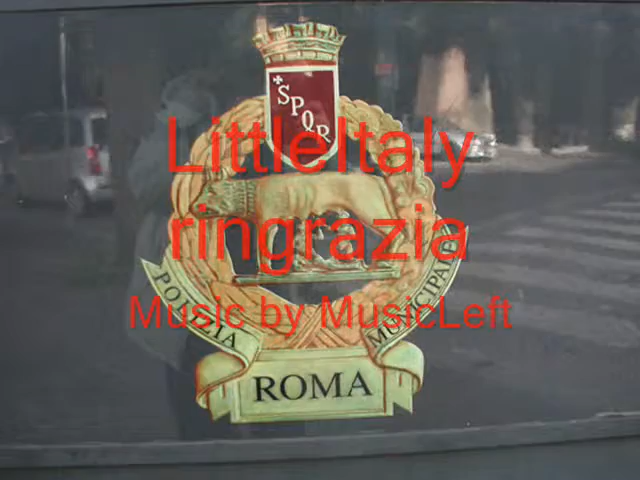 SPQR
LittleItaly
ringrazia
Music by MusicLeft
POLIZIA
MUNICIPALE
ROMA